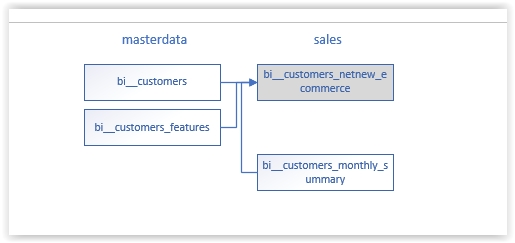 masterdata
sales
bi__customers
bi__customers_netnew_e
commerce
bi__customers_features
bi__customers_monthly_s
ummary